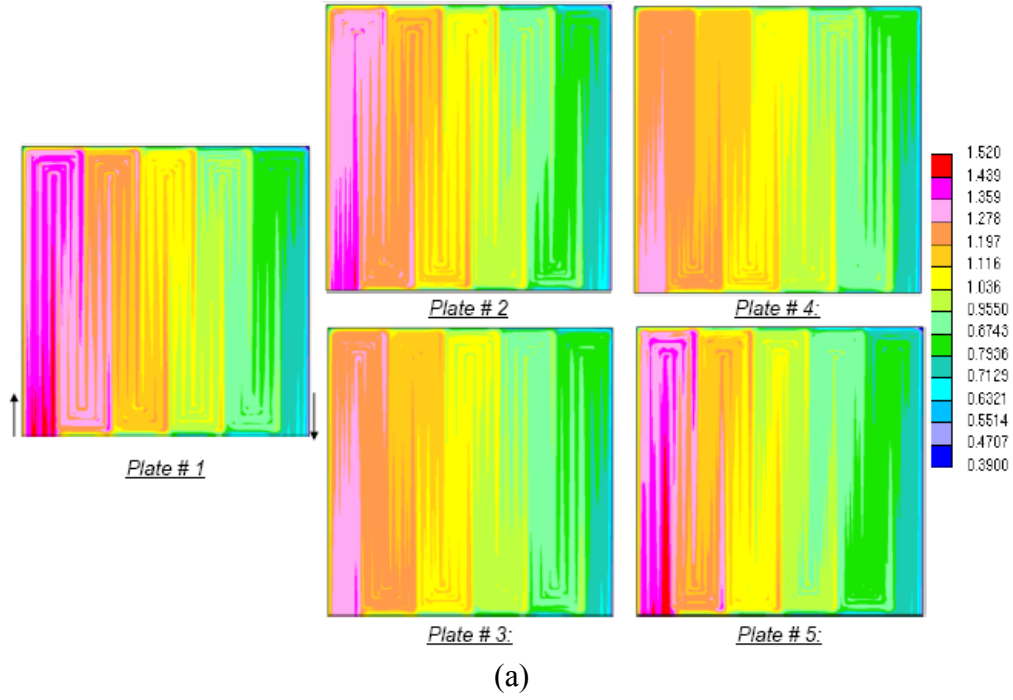 Plate # 1
Plate # 2
Plate # 4:
Plate # 3:
Plate # 5:
1.520
1.439
1.359
1.278
1.197
1.116
1.036
0.9550
0.8743
0.7936
0.7129
0.6321
0.5514
0.4707
0.3900
(a)